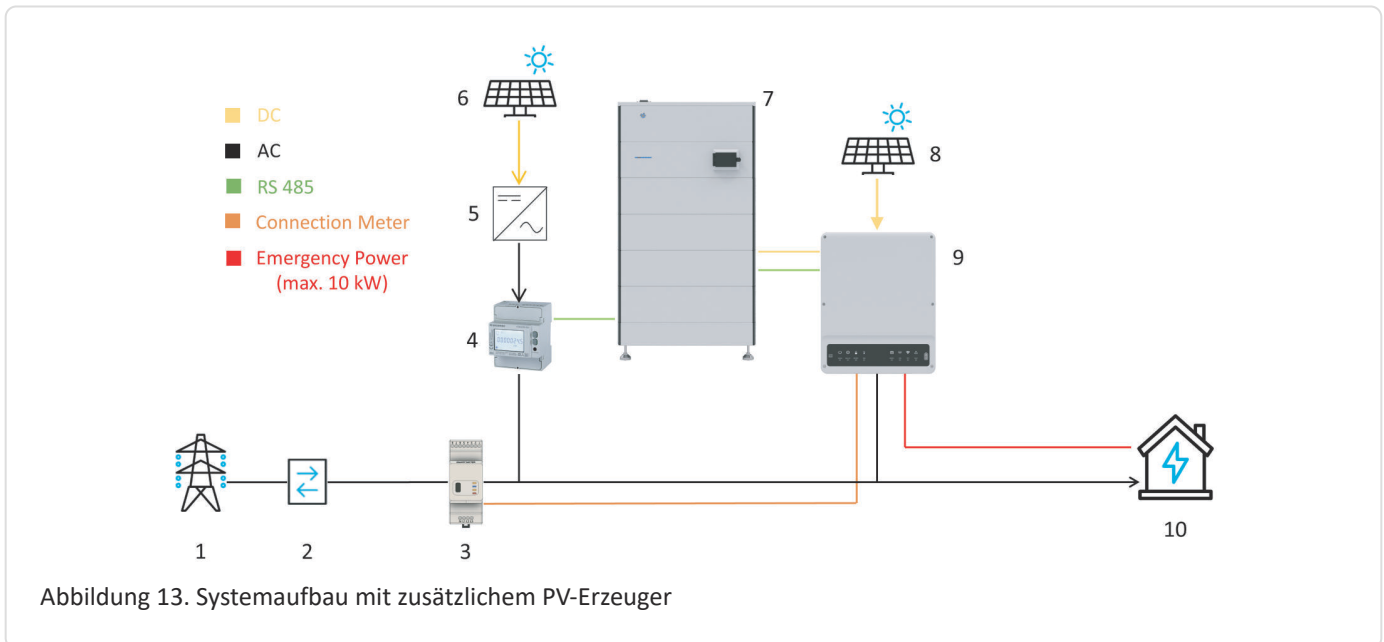 6
7
DC
AC
RS 485
Connection Meter
Emergency Power
(max. 10 kW)
8
5
9
4
1
2
3
10
Abbildung 13. Systemaufbau mit zusätzlichem PV-Erzeuger